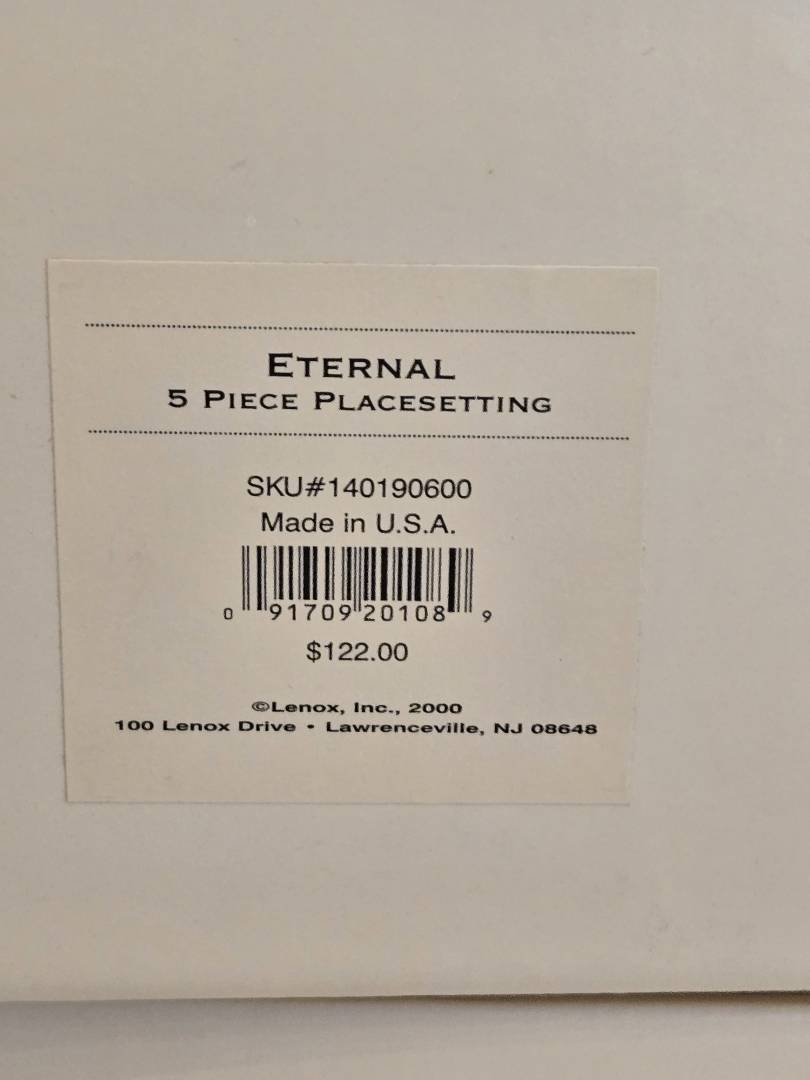 ETERNAL
5 PIECE PLACESETTING
SKU#140190600
Made in U.S.A.
0 91709 20108 9
$122.00
©Lenox, Inc., 2000
100 Lenox Drive • Lawrenceville, NJ 08648